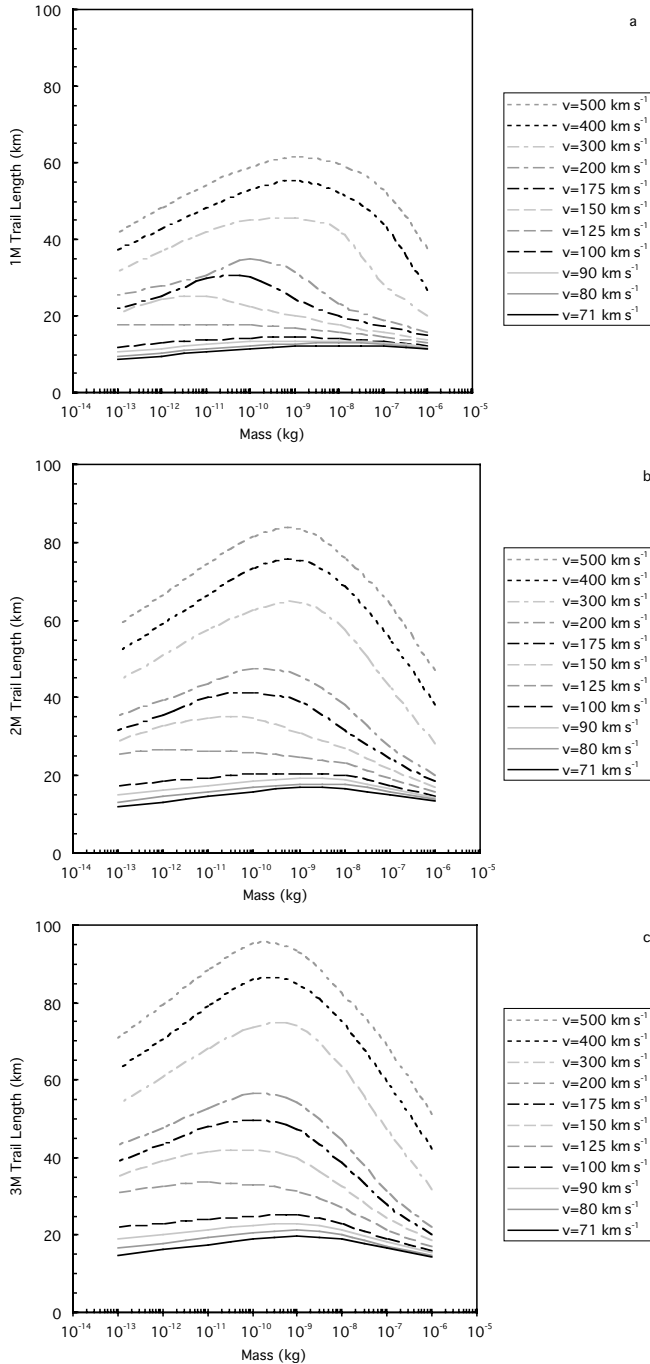 a
100
80
60
40
20
0
1M Trail Length (km)
10⁻¹⁴ 10⁻¹³ 10⁻¹² 10⁻¹¹ 10⁻¹⁰ 10⁻⁹ 10⁻⁸ 10⁻⁷ 10⁻⁶ 10⁻⁵
Mass (kg)
v=500 km s⁻¹
v=400 km s⁻¹
v=300 km s⁻¹
v=200 km s⁻¹
v=175 km s⁻¹
v=150 km s⁻¹
v=125 km s⁻¹
v=100 km s⁻¹
v=90 km s⁻¹
v=80 km s⁻¹
v=71 km s⁻¹
b
100
80
60
40
20
0
2M Trail Length (km)
10⁻¹⁴ 10⁻¹³ 10⁻¹² 10⁻¹¹ 10⁻¹⁰ 10⁻⁹ 10⁻⁸ 10⁻⁷ 10⁻⁶ 10⁻⁵
Mass (kg)
v=500 km s⁻¹
v=400 km s⁻¹
v=300 km s⁻¹
v=200 km s⁻¹
v=175 km s⁻¹
v=150 km s⁻¹
v=125 km s⁻¹
v=100 km s⁻¹
v=90 km s⁻¹
v=80 km s⁻¹
v=71 km s⁻¹
c
100
80
60
40
20
0
3M Trail Length (km)
10⁻¹⁴ 10⁻¹³ 10⁻¹² 10⁻¹¹ 10⁻¹⁰ 10⁻⁹ 10⁻⁸ 10⁻⁷ 10⁻⁶ 10⁻⁵
Mass (kg)
v=500 km s⁻¹
v=400 km s⁻¹
v=300 km s⁻¹
v=200 km s⁻¹
v=175 km s⁻¹
v=150 km s⁻¹
v=125 km s⁻¹
v=100 km s⁻¹
v=90 km s⁻¹
v=80 km s⁻¹
v=71 km s⁻¹